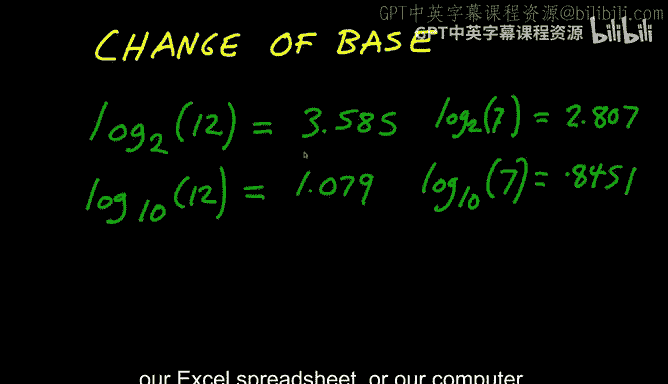 GPT中英字幕课程资源@bilibili.com
GPT中英字幕课程资源 bilibili
CHANGE OF BASE
log₂(12) = 3.585 log₂(7) = 2.807
log₁₀(12) = 1.079 log₁₀(7) = .8451
our Excel spreadsheet, or our computer